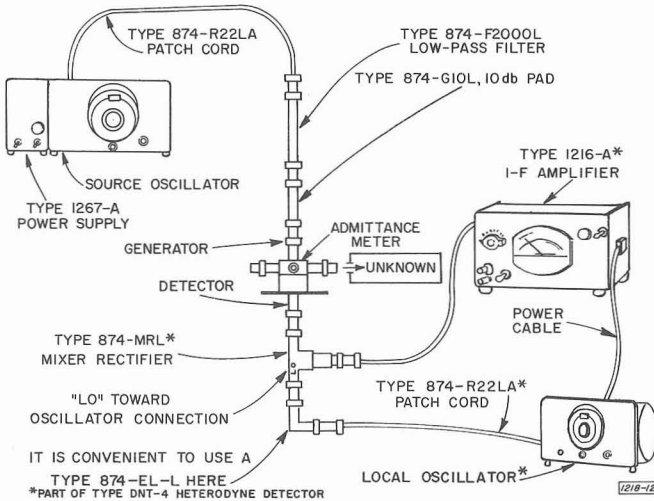 TYPE 874-R22LA
PATCH CORD
TYPE 874-F2000L
LOW-PASS FILTER
TYPE 874-G10L, 10db PAD
SOURCE OSCILLATOR
TYPE 1267-A
POWER SUPPLY
TYPE 1216-A*
I-F AMPLIFIER
GENERATOR
ADMITTANCE
METER
UNKNOWN
DETECTOR
POWER
CABLE
TYPE 874-MRL*
MIXER RECTIFIER
"LO" TOWARD
OSCILLATOR CONNECTION
TYPE 874-R22LA*
PATCH CORD
IT IS CONVENIENT TO USE A
TYPE 874-EL-L HERE
*PART OF TYPE DNT-4 HETERODYNE DETECTOR
LOCAL OSCILLATOR*
1218-12